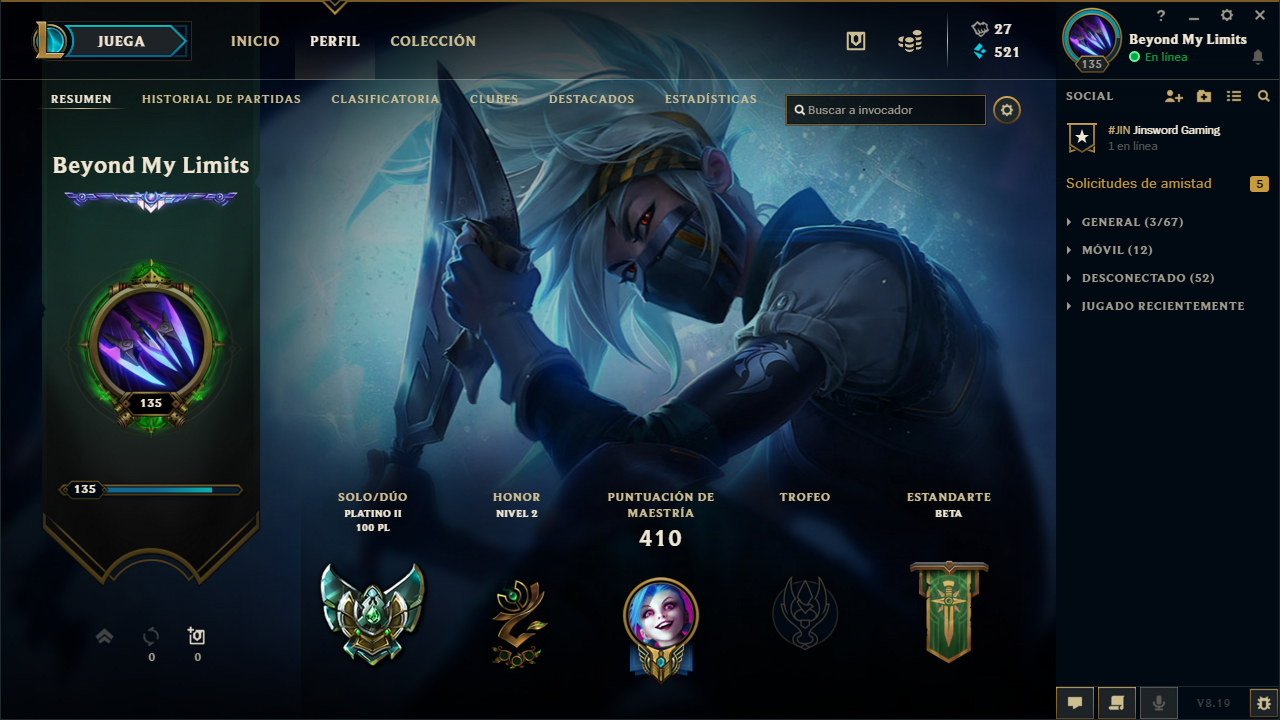 JUEGA
INICIO
PERFIL
COLECCIÓN
27
521
?
Beyond My Limits
En línea
135
RESUMEN
HISTORIAL DE PARTIDAS
CLASIFICATORIA
CLUBES
DESTACADOS
ESTADÍSTICAS
Buscar a invocador
SOCIAL
#JIN Jinsword Gaming
1 en línea
Solicitudes de amistad
5
GENERAL (3/67)
MÓVIL (12)
DESCONECTADO (52)
JUGADO RECIENTEMENTE
Beyond My Limits
135
135
SOLO/DÚO
PLATINO II
100 PL
HONOR
NIVEL 2
PUNTUACIÓN DE
MAESTRÍA
410
TROFEO
ESTANDARTE
BETA
0
0
V8.19